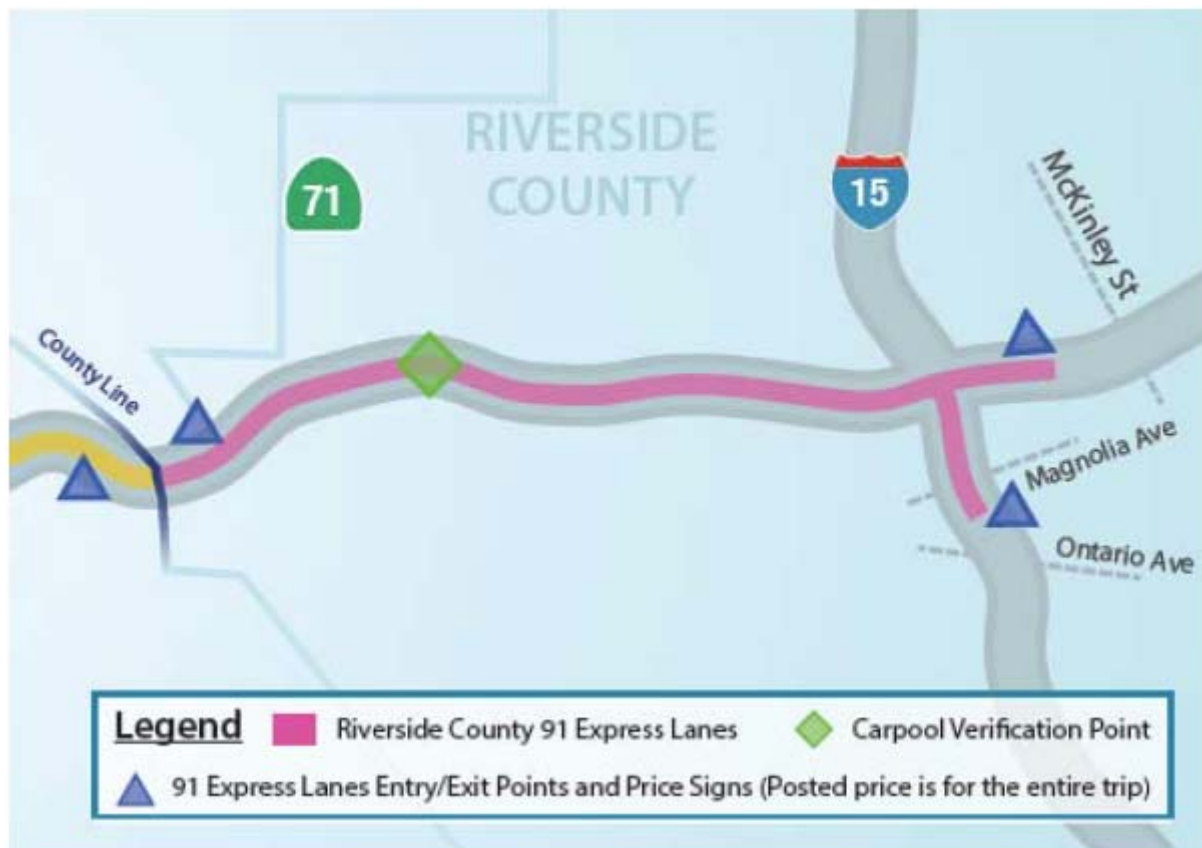 RIVERSIDE
COUNTY
71
15
McKinley St
County Line
Magnolia Ave
Ontario Ave
Legend
Riverside County 91 Express Lanes
Carpool Verification Point
91 Express Lanes Entry/Exit Points and Price Signs (Posted price is for the entire trip)